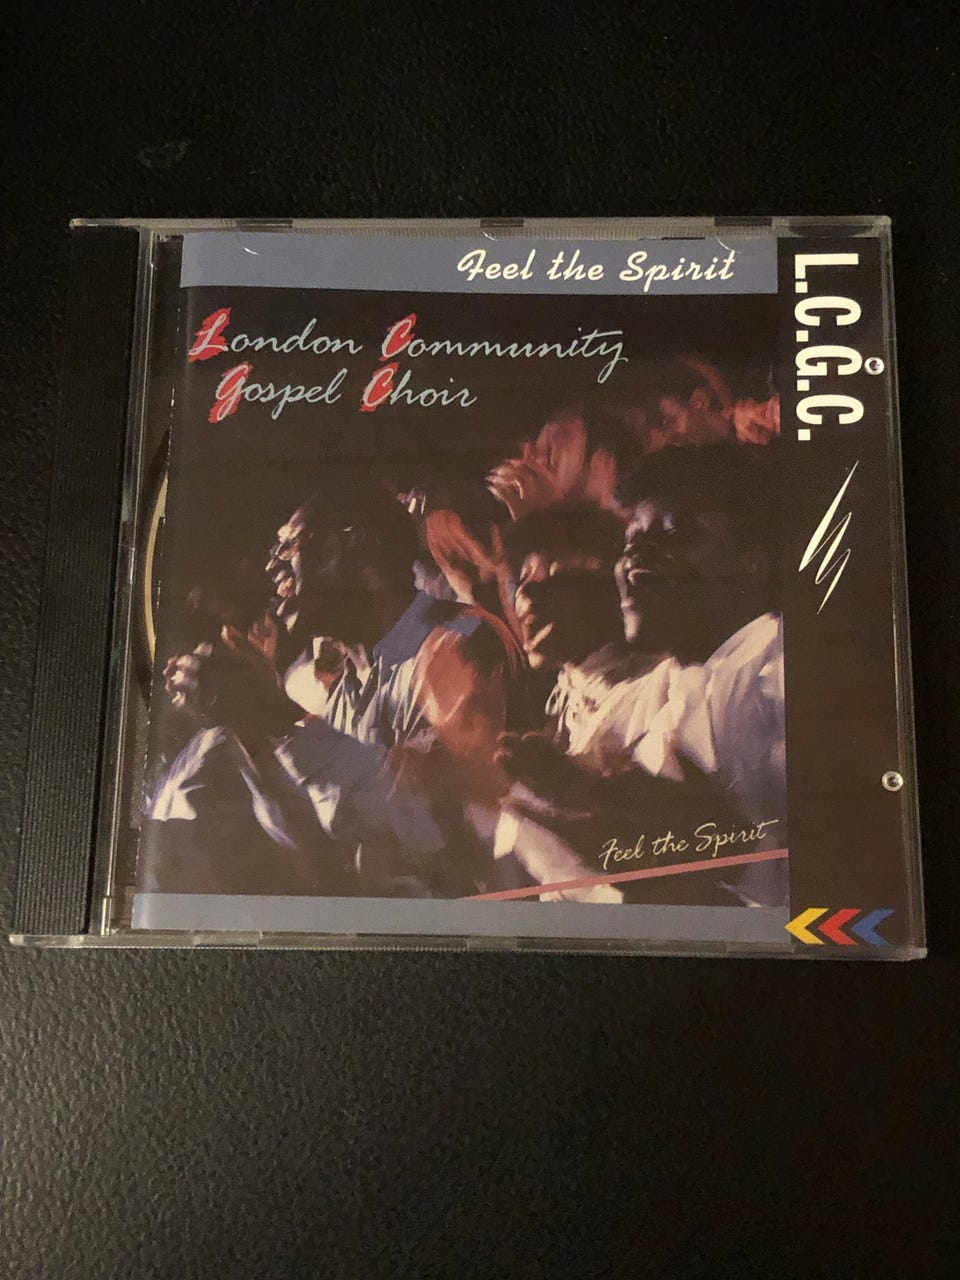 Feel the Spirit
London Community
Gospel Choir
L.C.G.C.
Feel the Spirit